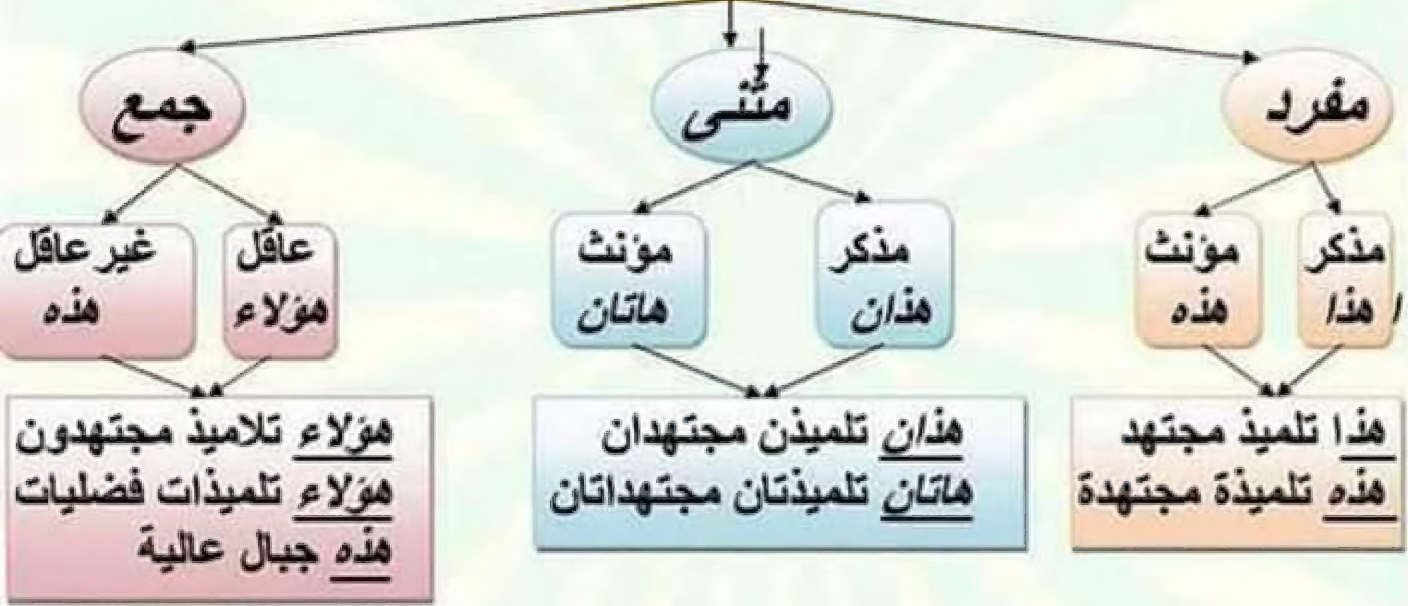 مفرد
مثنى
جمع
مذكر
هذا
مؤنث
هذه
مذكر
هذان
مؤنث
هاتان
عاقل
هؤلاء
غير عاقل
هذه
هذا تلميذ مجتهد
هذه تلميذة مجتهدة
هذان تلميذن مجتهدان
هاتان تلميذتان مجتهداتان
هؤلاء تلاميذ مجتهدون
هؤلاء تلميذات فضليات
هذه جبال عالية